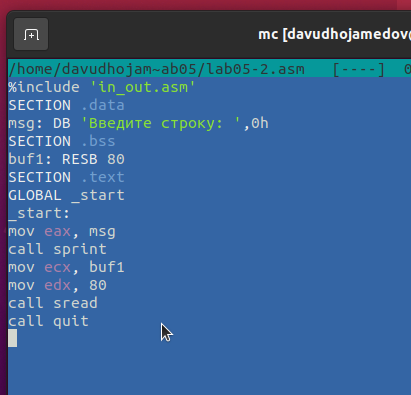 mc [davudhojamedov@
/home/davudhojam~ab05/lab05-2.asm [----] 0
%include 'in_out.asm'
SECTION .data
msg: DB 'Введите строку: ',0h
SECTION .bss
buf1: RESB 80
SECTION .text
GLOBAL _start
_start:
mov eax, msg
call sprint
mov ecx, buf1
mov edx, 80
call sread
call quit